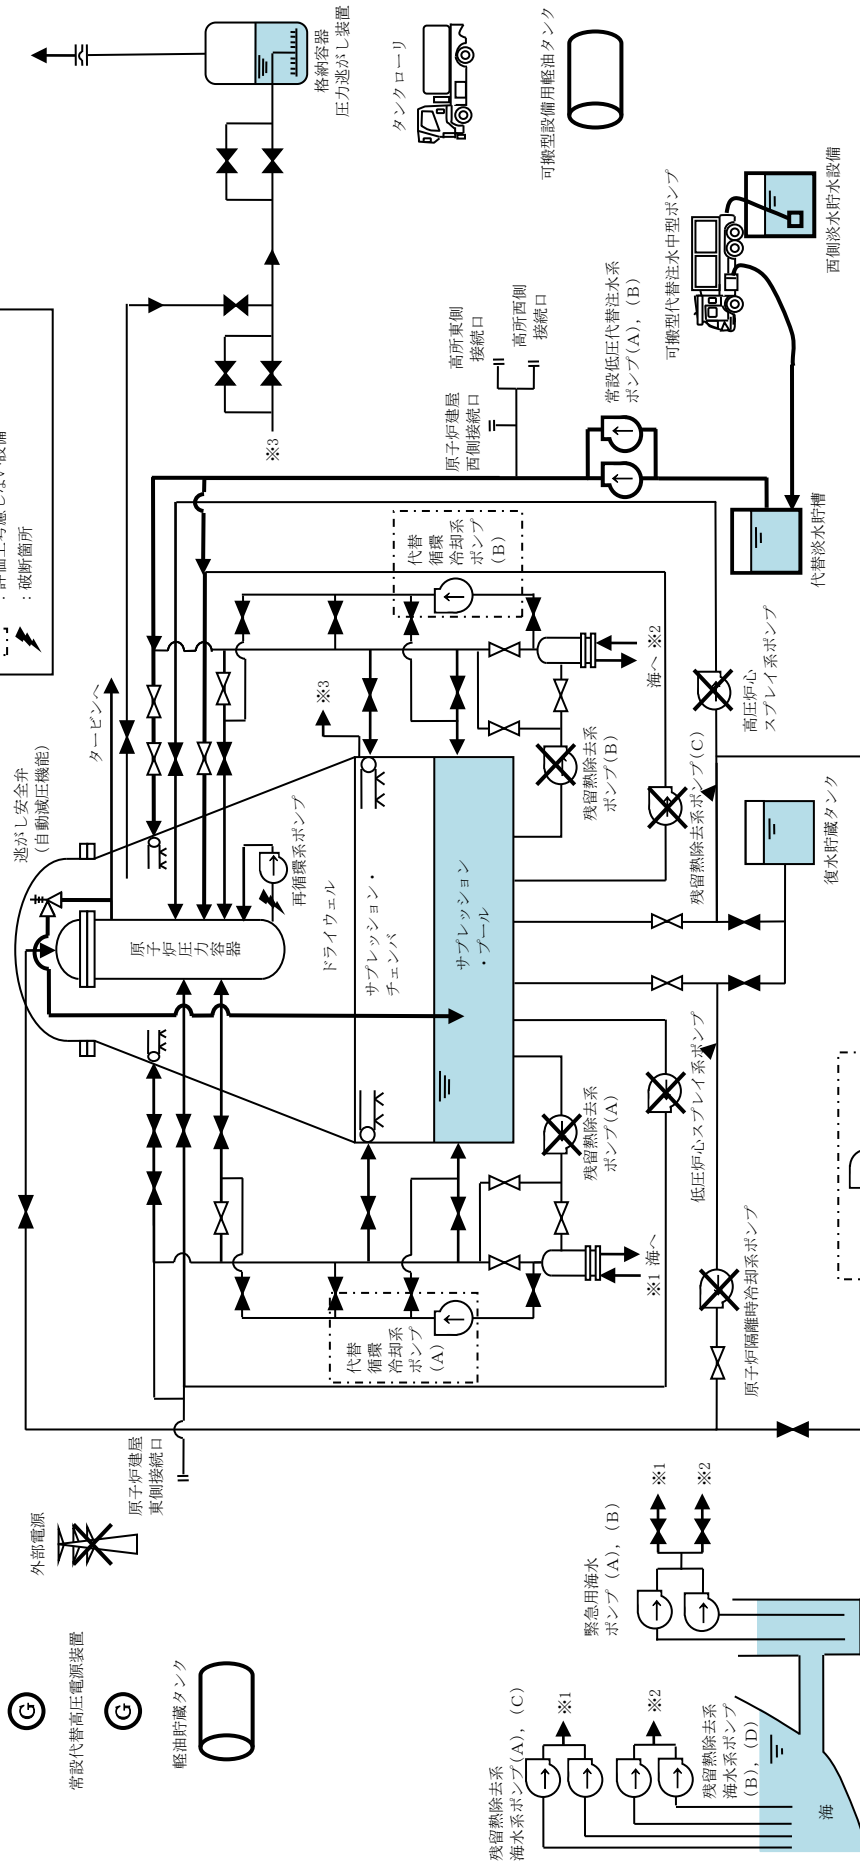 格納容器
圧力逃がし装置
タンクローリ
可搬型設備用軽油タンク
可搬型代替注水中型ポンプ
西側淡水貯水設備
高所東側
接続口
高所西側
接続口
原子炉建屋
西側接続口
常設低圧代替注水系
ポンプ(A)，(B)
代替淡水貯槽
※3
：破断箇所
代替
循環
冷却系
ポンプ
(B)
海へ ※2
高圧炉心
スプレイ系ポンプ
残留熱除去系
ポンプ(B)
残留熱除去系ポンプ(C)
復水貯蔵タンク
タービンへ
逃がし安全弁
（自動減圧機能）
※3
再循環系ポンプ
原子炉圧力容器
ドライウェル
サプレッション・
チェンバ
サプレッション
・プール
残留熱除去系
ポンプ(A)
低圧炉心スプレイ系ポンプ
※1 海へ
原子炉隔離時冷却系ポンプ
代替
循環
冷却系
ポンプ
(A)
原子炉建屋
東側接続口
外部電源
G
常設代替高圧電源装置
G
軽油貯蔵タンク
緊急用海水
ポンプ（A），（B）
※1
※2
残留熱除去系
海水系ポンプ(A)，(C)
※1
※2
残留熱除去系
海水系ポンプ
(B)，(D)
海